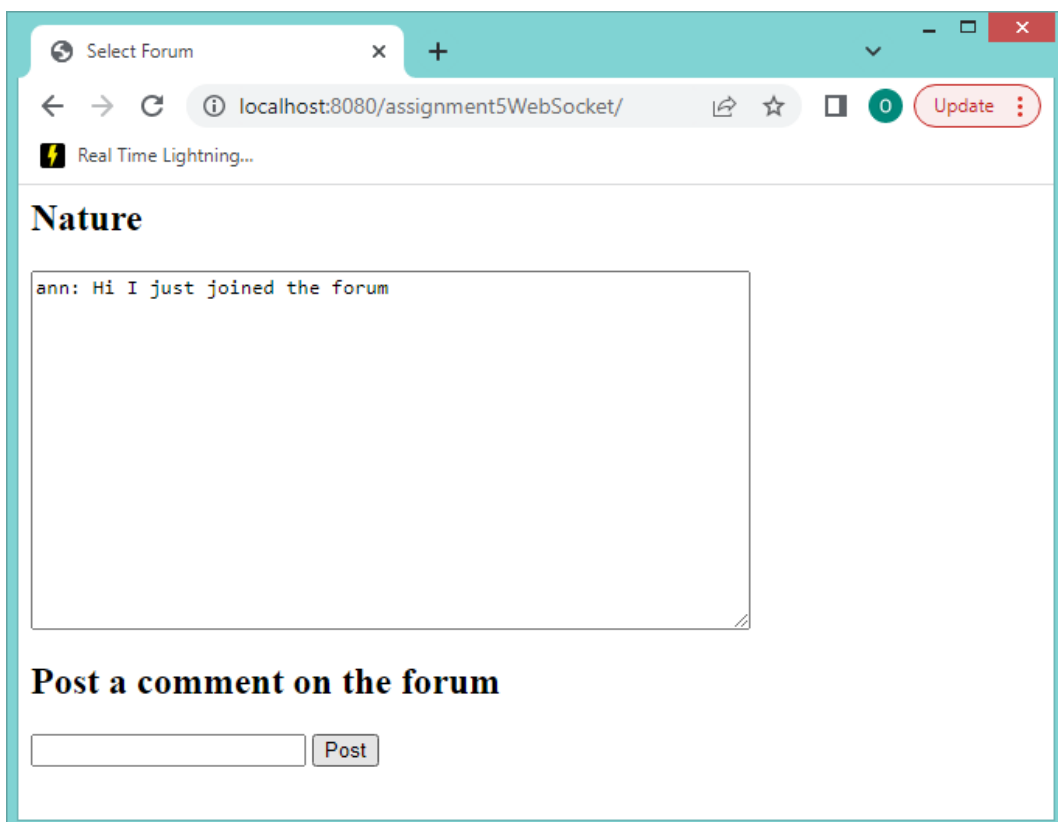 Select Forum
localhost:8080/assignment5WebSocket/
O
Update
Real Time Lightning...
Nature
ann: Hi I just joined the forum
Post a comment on the forum
Post